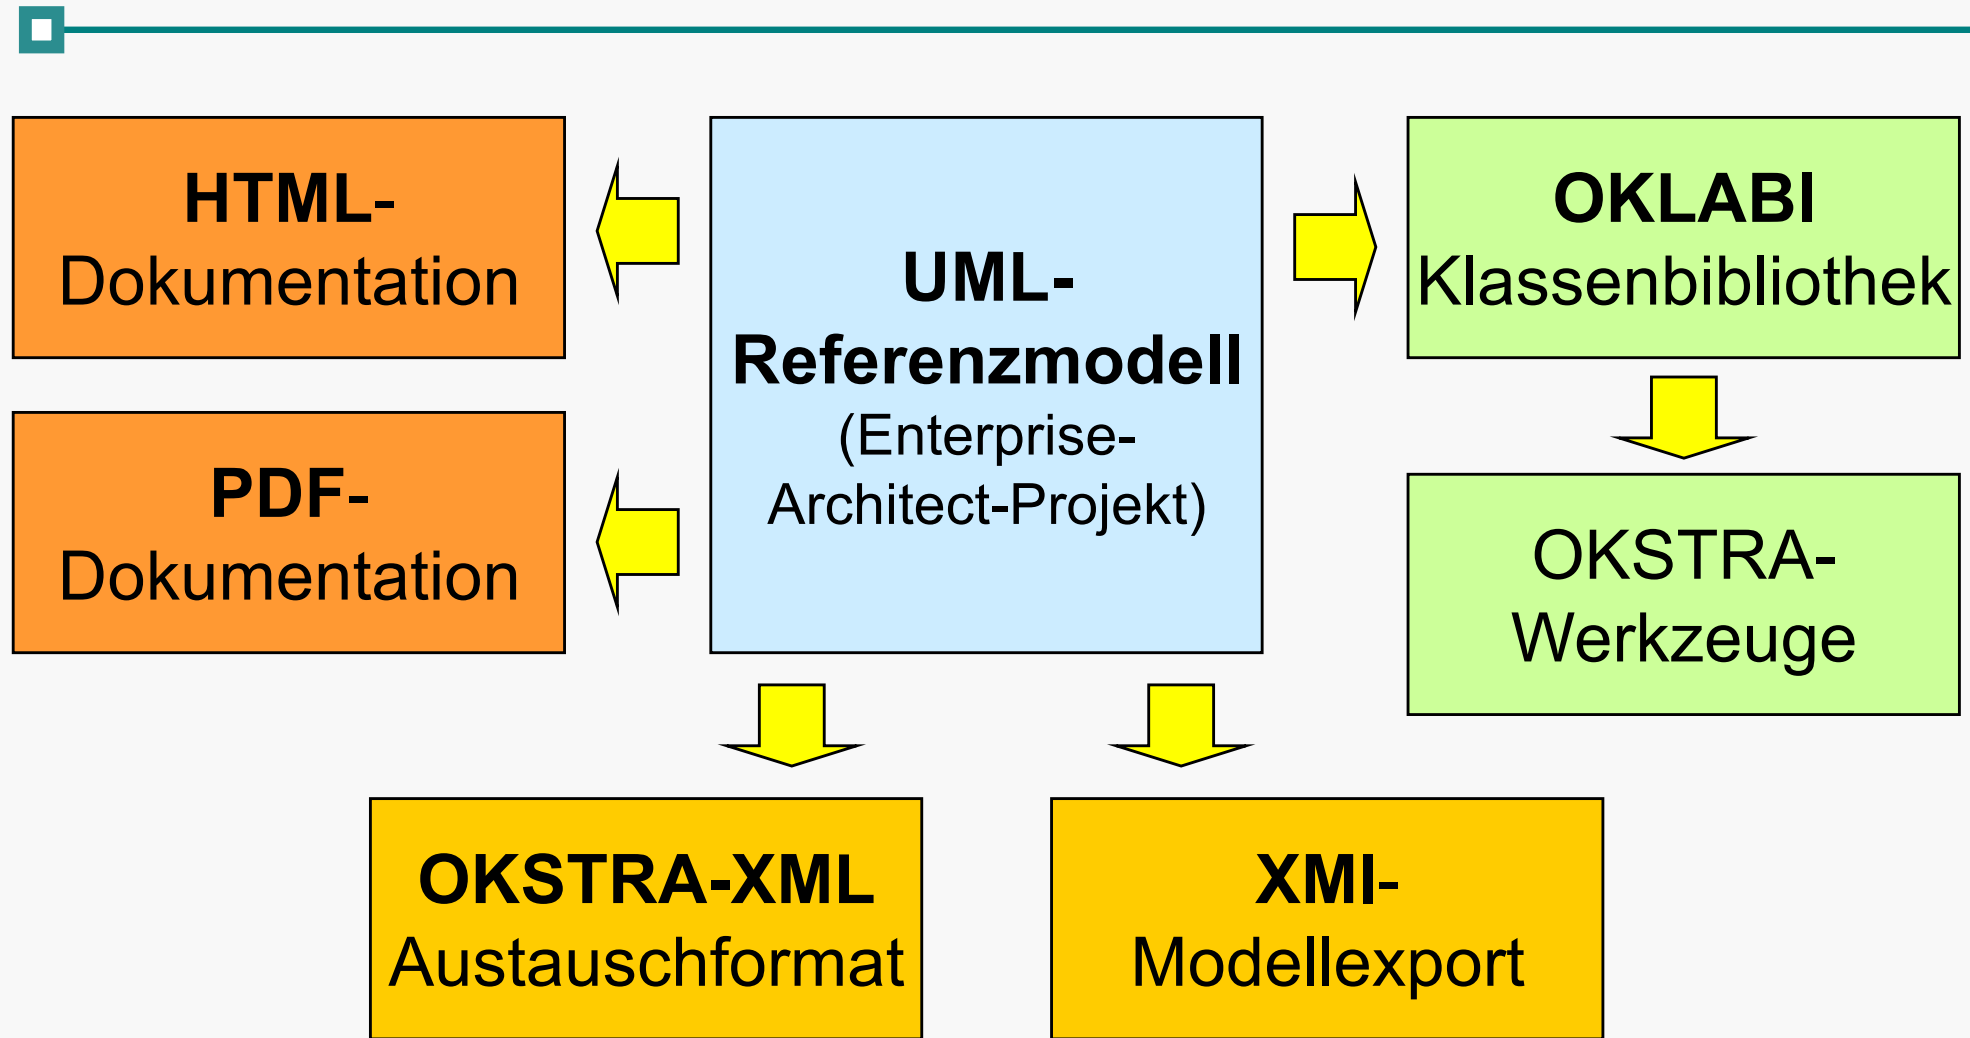 HTML-
Dokumentation
PDF-
Dokumentation
UML-
Referenzmodell
(Enterprise-
Architect-Projekt)
OKLABI
Klassenbibliothek
OKSTRA-
Werkzeuge
OKSTRA-XML
Austauschformat
XMI-
Modellexport